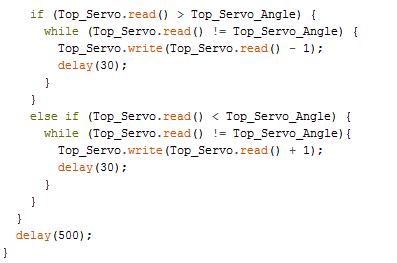 if (Top_Servo.read() > Top_Servo_Angle) {
while (Top_Servo.read() != Top_Servo_Angle) {
Top_Servo.write(Top_Servo.read() - 1);
delay(30);
}
}
else if (Top_Servo.read() < Top_Servo_Angle) {
while (Top_Servo.read() != Top_Servo_Angle){
Top_Servo.write(Top_Servo.read() + 1);
delay(30);
}
}
}
delay(500);
}